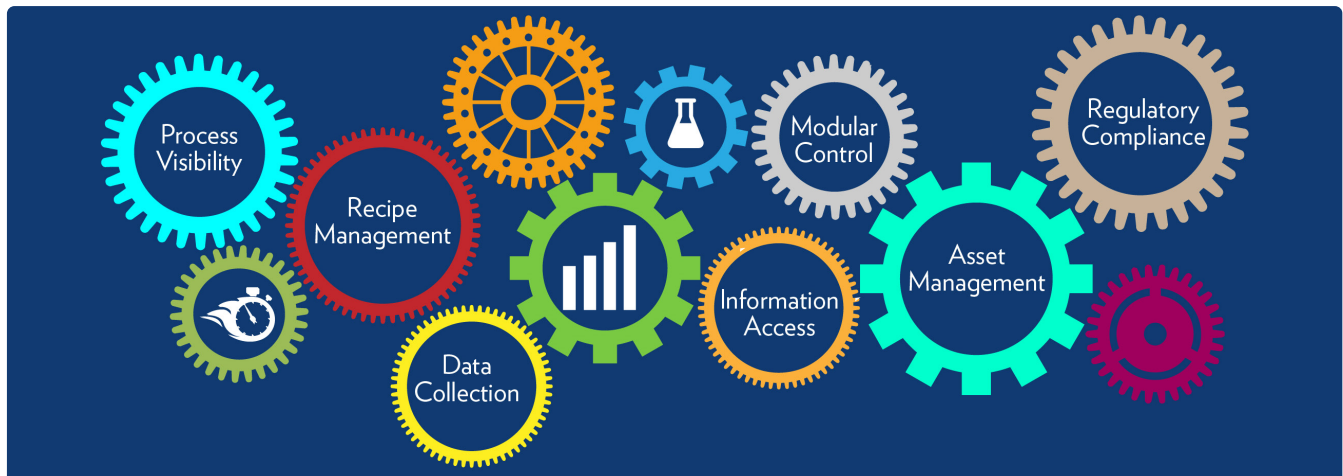 Process
Visibility
Recipe
Management
Data
Collection
Modular
Control
Information
Access
Asset
Management
Regulatory
Compliance